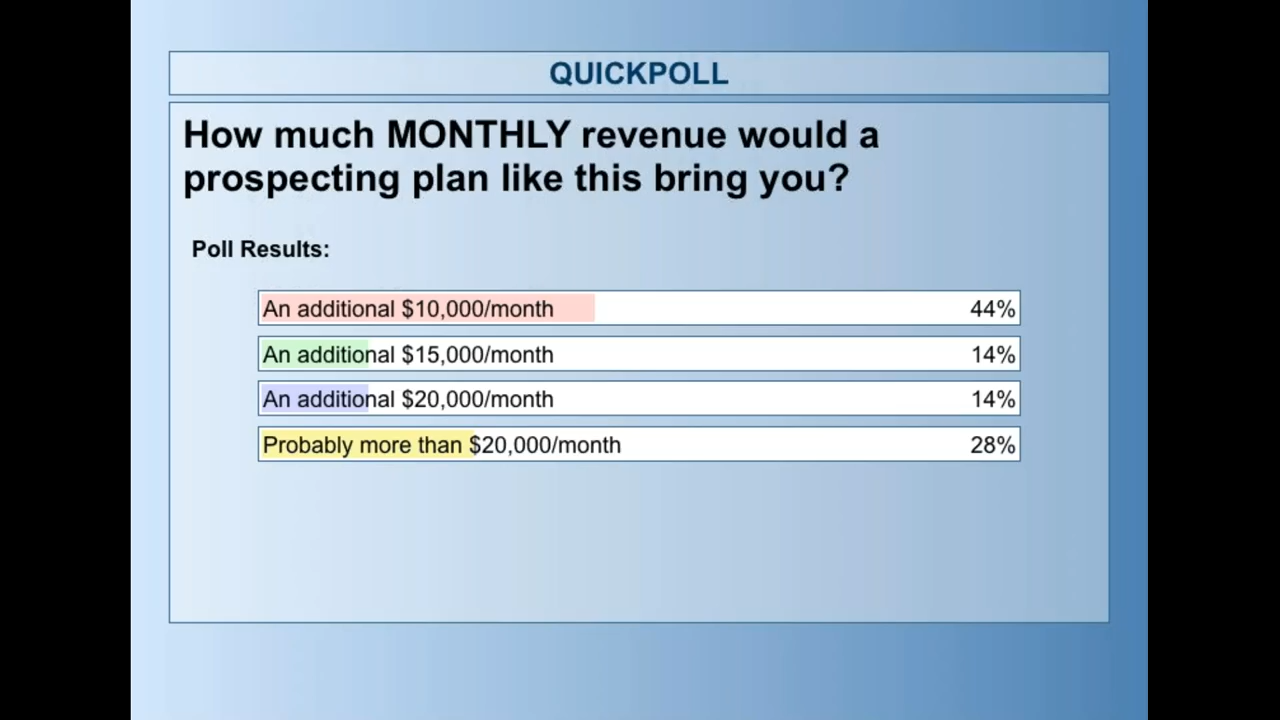 QUICKPOLL
How much MONTHLY revenue would a
prospecting plan like this bring you?
Poll Results:
An additional $10,000/month 44%
An additional $15,000/month 14%
An additional $20,000/month 14%
Probably more than $20,000/month 28%